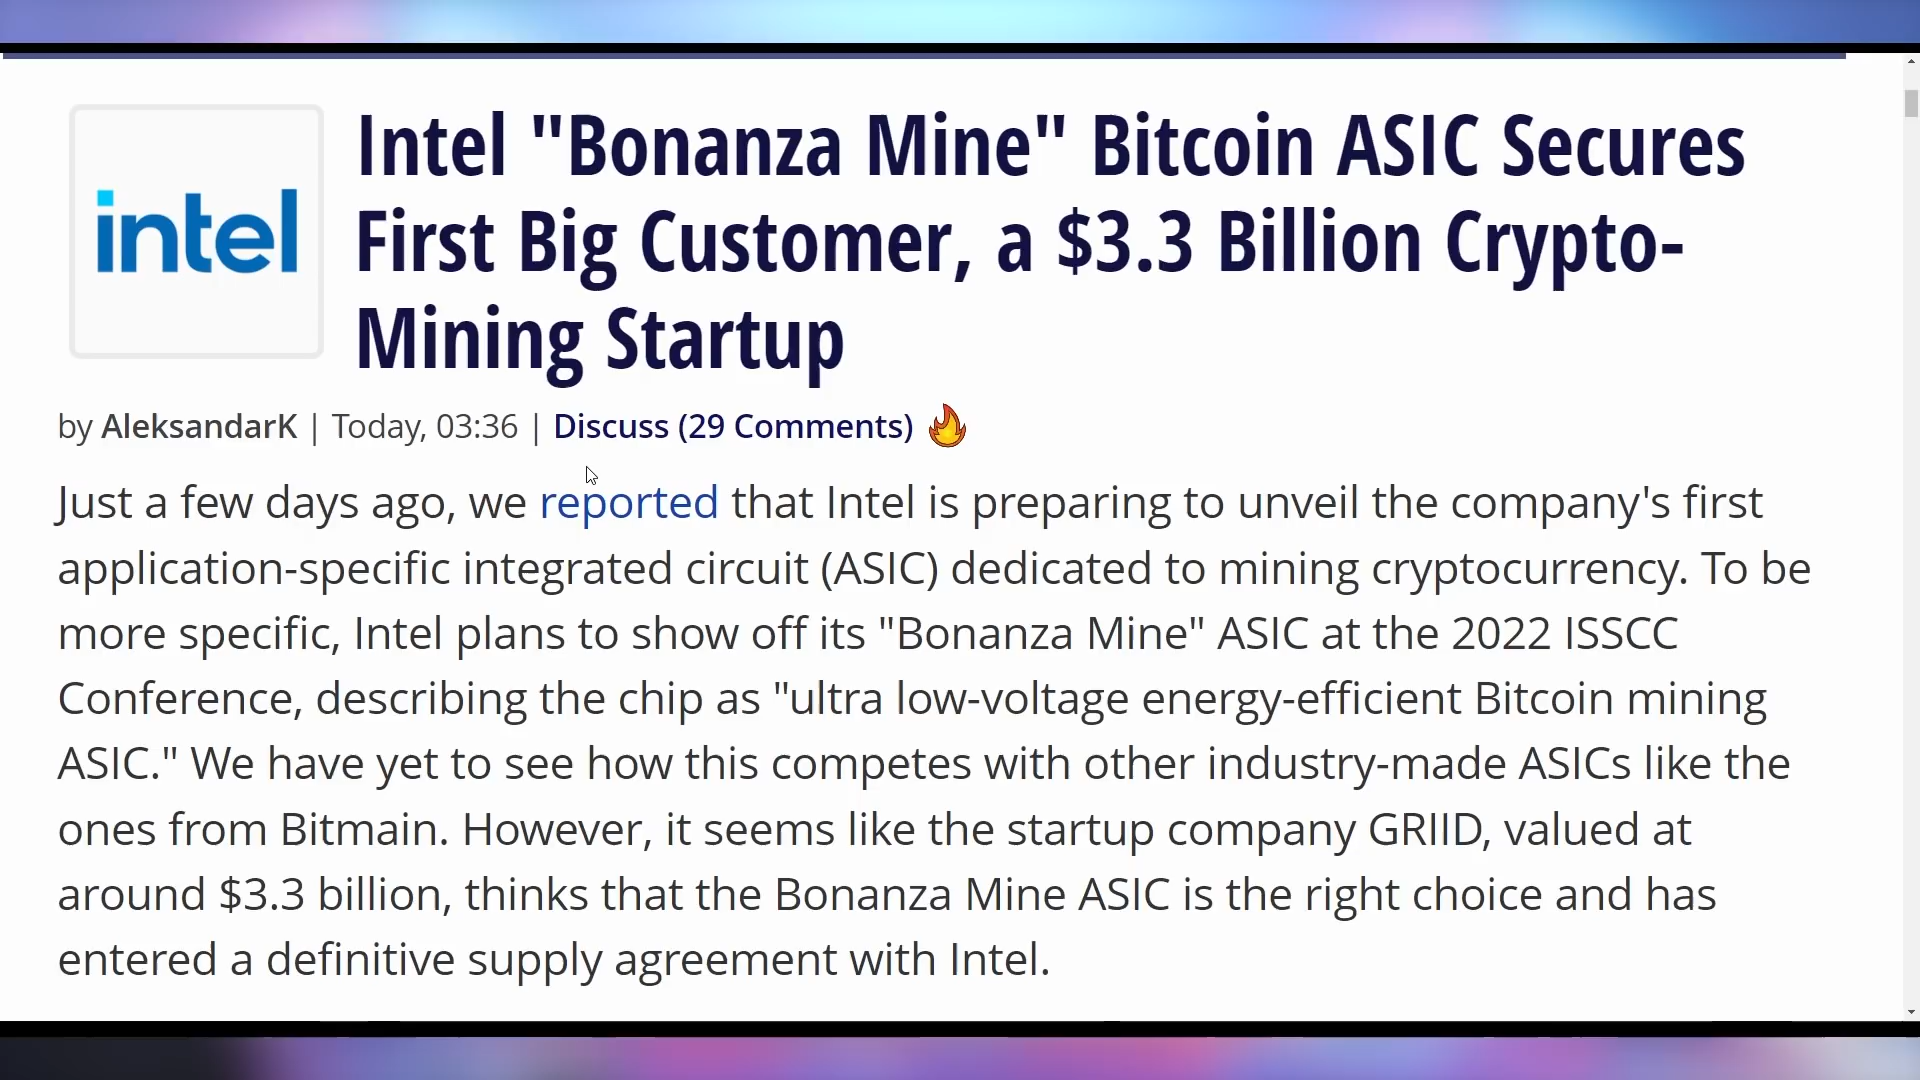 intel
Intel "Bonanza Mine" Bitcoin ASIC Secures
First Big Customer, a $3.3 Billion Crypto-
Mining Startup
by AleksandarK | Today, 03:36 | Discuss (29 Comments)
Just a few days ago, we reported that Intel is preparing to unveil the company's first
application-specific integrated circuit (ASIC) dedicated to mining cryptocurrency. To be
more specific, Intel plans to show off its "Bonanza Mine" ASIC at the 2022 ISSCC
Conference, describing the chip as "ultra low-voltage energy-efficient Bitcoin mining
ASIC." We have yet to see how this competes with other industry-made ASICs like the
ones from Bitmain. However, it seems like the startup company GRIID, valued at
around $3.3 billion, thinks that the Bonanza Mine ASIC is the right choice and has
entered a definitive supply agreement with Intel.